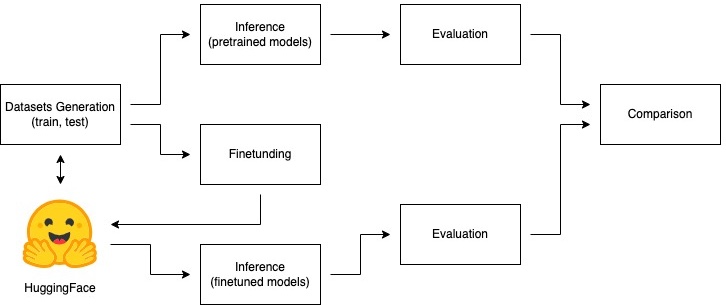 Inference
(pretrained models)
Evaluation
Datasets Generation
(train, test)
Comparison
Finetunding
HuggingFace
Inference
(finetuned models)
Evaluation